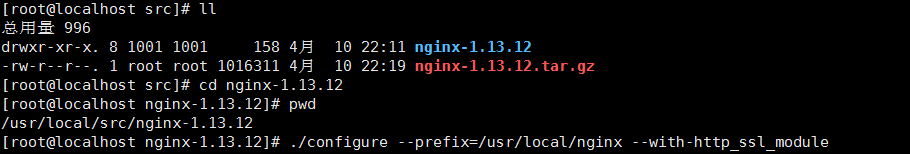 [root@localhost src]# ll
总用量 996
drwxr-xr-x. 8 1001 1001     158 4月  10 22:11 nginx-1.13.12
-rw-r--r--. 1 root root 1016311 4月  10 22:19 nginx-1.13.12.tar.gz
[root@localhost src]# cd nginx-1.13.12
[root@localhost nginx-1.13.12]# pwd
/usr/local/src/nginx-1.13.12
[root@localhost nginx-1.13.12]# ./configure --prefix=/usr/local/nginx --with-http_ssl_module